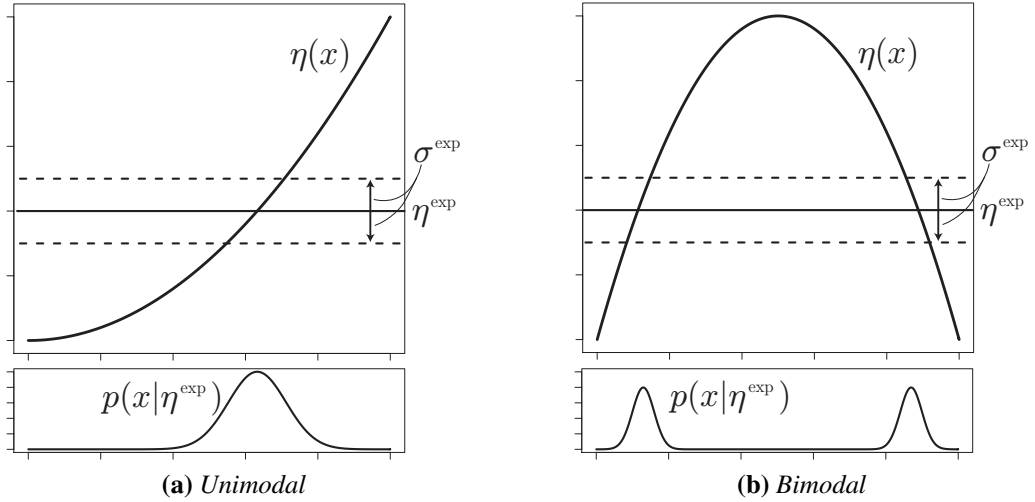 η(x)
σ^exp
η^exp
p(x|η^exp)
(a) Unimodal
η(x)
σ^exp
η^exp
p(x|η^exp)
(b) Bimodal